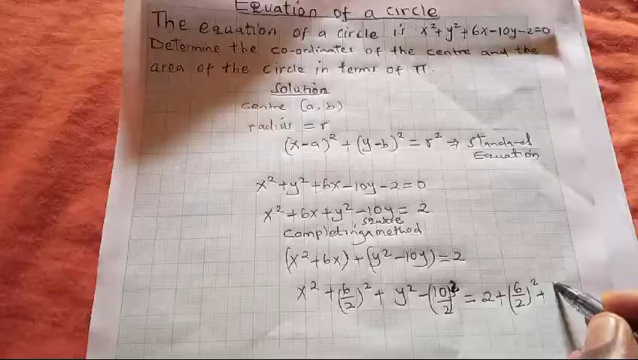 Equation of a circle
The equation of a circle is x²+y²+6x-10y-2=0
Determine the co-ordinates of the centre and the
area of the circle in terms of π.
Solution
centre (a,b)
radius = r
(x-a)²+(y-b)² = r² ⇒ standard
Equation
x²+y²+6x-10y-2=0
x²+6x+y²-10y = 2
square
completing method
(x²+6x)+(y²-10y)=2
x²+(6/2)²+ y²-(10/2)² = 2+(6/2)²+